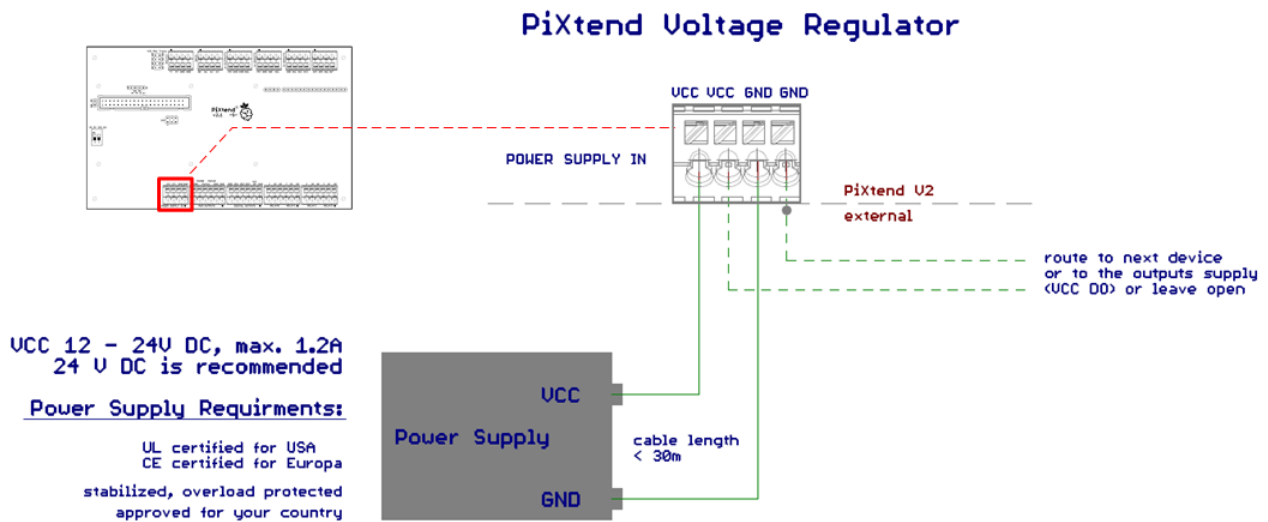 PiXtend Voltage Regulator
PiXtend
VCC VCC GND GND
POWER SUPPLY IN
PiXtend V2
external
route to next device
or to the outputs supply
(VCC DO) or leave open
VCC 12 - 24V DC, max. 1.2A
24 V DC is recommended
Power Supply Requirments:
UL certified for USA
CE certified for Europa
stabilized, overload protected
approved for your country
VCC
Power Supply
GND
cable length
< 30m